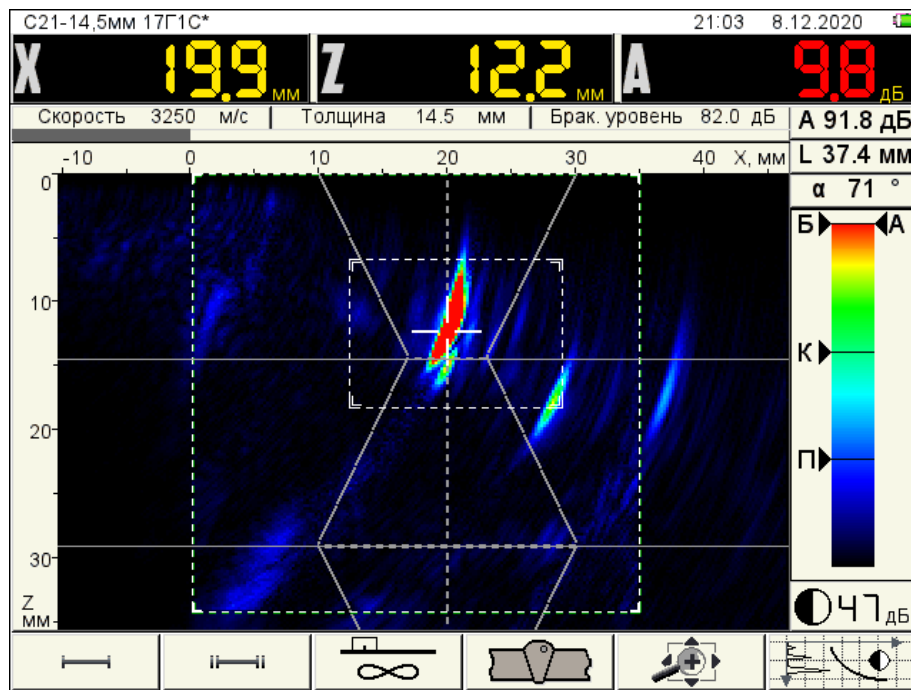 С21-14,5мм 17Г1С* 21:03 8.12.2020
X 19.9 мм Z 12.2 мм A 9.8 дБ
Скорость 3250 м/с Толщина 14.5 мм Брак. уровень 82.0 дБ A 91.8 дБ
L 37.4 мм
α 71 °
-10 0 10 20 30 40 X, мм
0
10
20
30
Z
мм
Б А
К
П
47 дБ